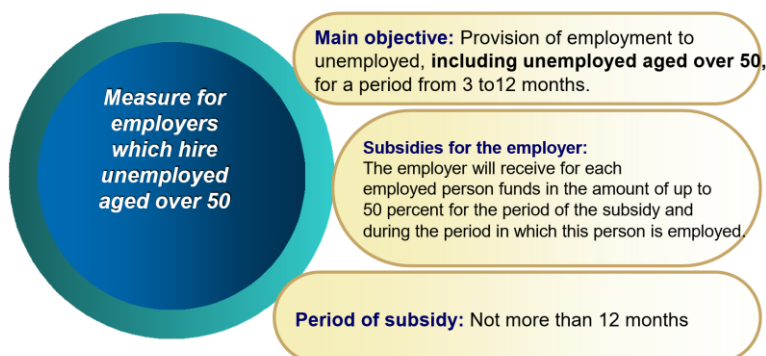 Measure for
employers
which hire
unemployed
aged over 50
Main objective: Provision of employment to
unemployed, including unemployed aged over 50,
for a period from 3 to12 months.
Subsidies for the employer:
The employer will receive for each
employed person funds in the amount of up to
50 percent for the period of the subsidy and
during the period in which this person is employed.
Period of subsidy: Not more than 12 months